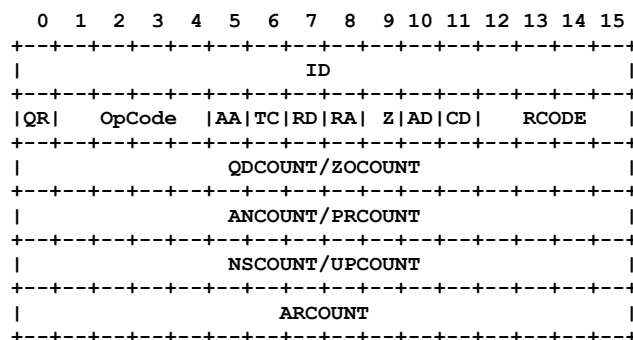 0 1 2 3 4 5 6 7 8 9 10 11 12 13 14 15
+--+--+--+--+--+--+--+--+--+--+--+--+--+--+--+--+
| ID |
+--+--+--+--+--+--+--+--+--+--+--+--+--+--+--+--+
|QR| OpCode |AA|TC|RD|RA| Z|AD|CD| RCODE |
+--+--+--+--+--+--+--+--+--+--+--+--+--+--+--+--+
| QDCOUNT/ZOCOUNT |
+--+--+--+--+--+--+--+--+--+--+--+--+--+--+--+--+
| ANCOUNT/PRCOUNT |
+--+--+--+--+--+--+--+--+--+--+--+--+--+--+--+--+
| NSCOUNT/UPCOUNT |
+--+--+--+--+--+--+--+--+--+--+--+--+--+--+--+--+
| ARCOUNT |
+--+--+--+--+--+--+--+--+--+--+--+--+--+--+--+--+